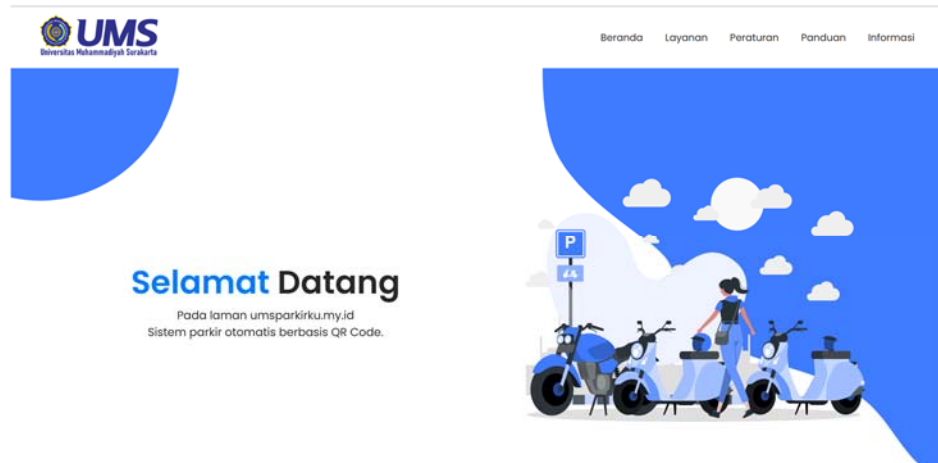 UMS
Universitas Muhammadiyah Surakarta
Beranda Layanan Peraturan Panduan Informasi
Selamat Datang
Pada laman umsparkirku.my.id
Sistem parkir otomatis berbasis QR Code.
P